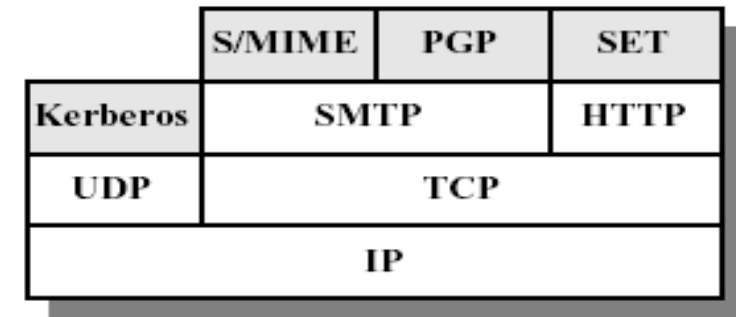 S/MIME PGP SET
Kerberos SMTP HTTP
UDP TCP
IP